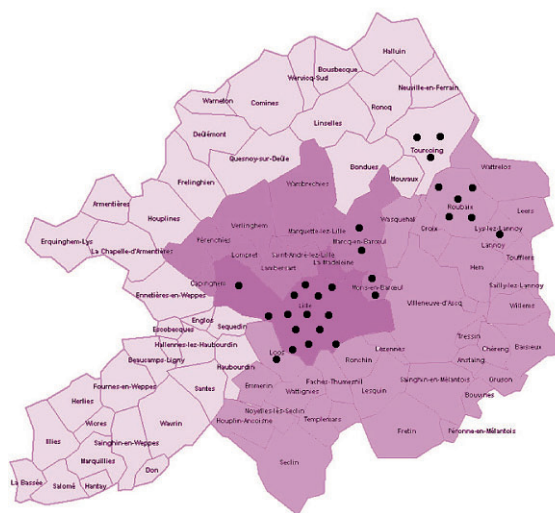 Halluin
Bousbecque
Wervicq-Sud
Neuville-en-Ferrain
Warneton
Comines
Roncq
Linselles
Deûlémont
Tourcoing
Quesnoy-sur-Deûle
Bondues
Wattrelos
Mouvaux
Frelinghien
Wambrechies
Armentières
Roubaix
Leers
Houplines
Wasquehal
Verlinghem
Marquette-lez-Lille
Croix
Lys-lez-Lannoy
Erquinghem-Lys
Pérenchies
Marcq-en-Barœul
Lannoy
La Chapelle-d'Armentières
Lompret
Saint-André-lez-Lille
Toufflers
La Madeleine
Lambersart
Hem
Capinghem
Sailly-lez-Lannoy
Mons-en-Barœul
Ennetières-en-Weppes
Villeneuve-d'Ascq
Willems
Lille
Englos
Sequedin
Escobecques
Tressin
Hallennes-lez-Haubourdin
Lezennes
Chéreng
Baisieux
Loos
Ronchin
Anstaing
Beaucamps-Ligny
Haubourdin
Emmerin
Faches-Thumesnil
Sainghin-en-Mélantois
Gruson
Fournes-en-Weppes
Santes
Wattignies
Lesquin
Bouvines
Herlies
Noyelles-lès-Seclin
Wicres
Houplin-Ancoisne
Templemars
Wavrin
Fretin
Péronne-en-Mélantois
Illies
Sainghin-en-Weppes
Marquillies
Seclin
Don
La Bassée
Salomé
Hantay